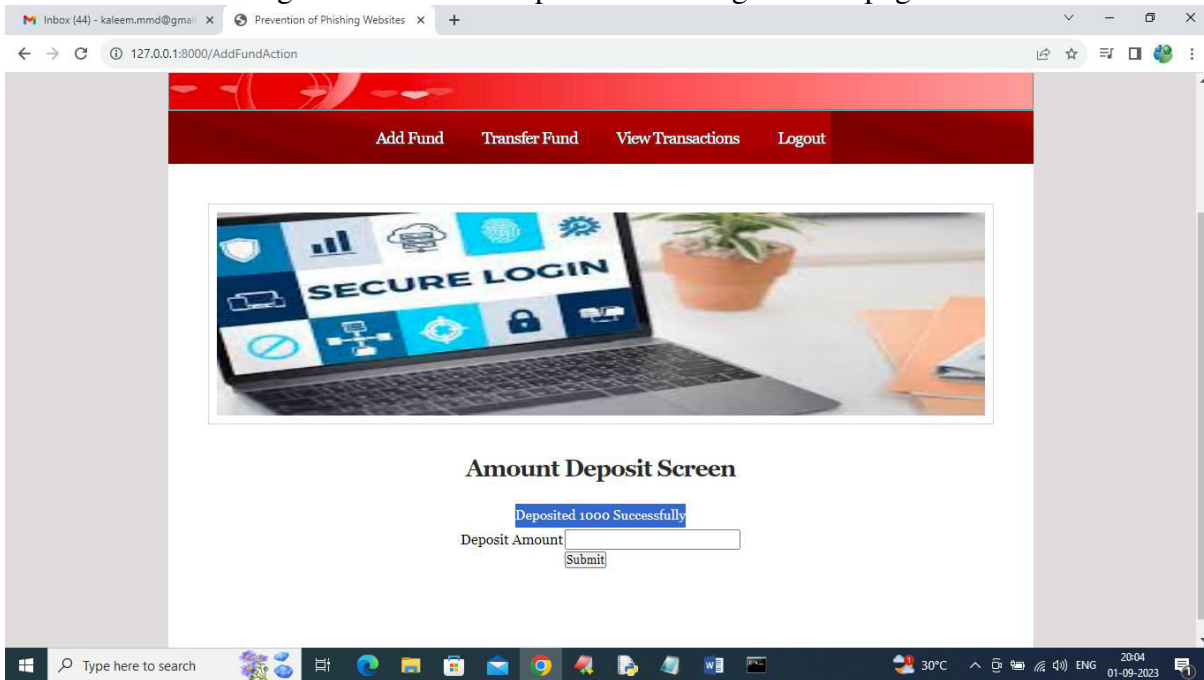 Inbox (44) - kaleem.mmd@gmail
Prevention of Phishing Websites
127.0.0.1:8000/AddFundAction
Add Fund Transfer Fund View Transactions Logout
SECURE LOGIN
Amount Deposit Screen
Deposited 1000 Successfully
Deposit Amount
Submit
Type here to search
30°C
ENG
20:04
01-09-2023